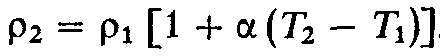 ρ₂ = ρ₁ [1 + α (T₂ − T₁)]